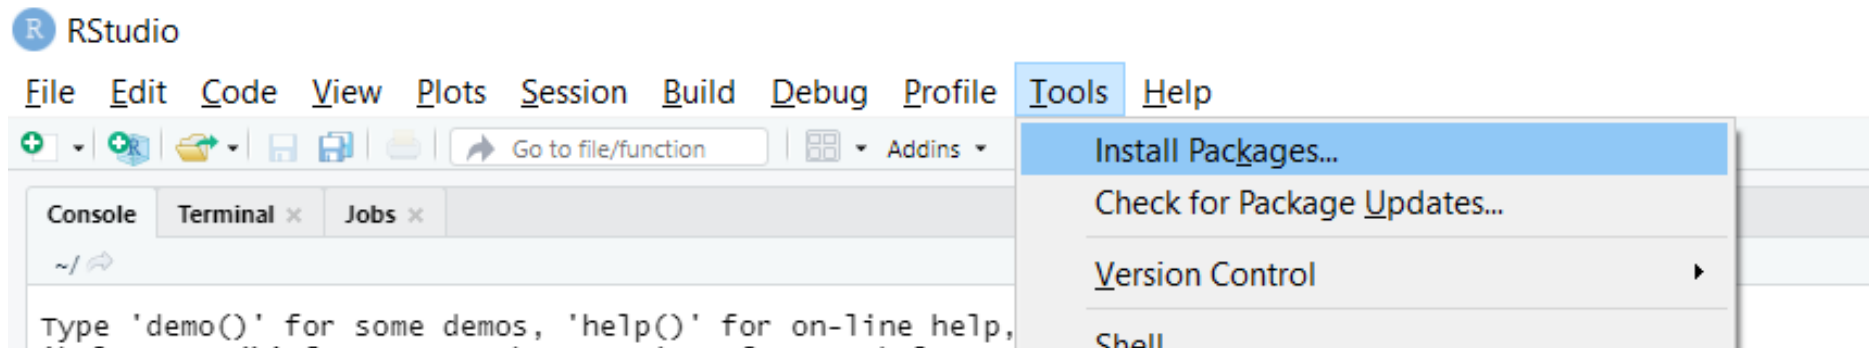 R RStudio
File Edit Code View Plots Session Build Debug Profile Tools Help
Go to file/function Addins
Install Packages...
Check for Package Updates...
Version Control
Shell
Console Terminal × Jobs ×
~/
Type 'demo()' for some demos, 'help()' for on-line help,